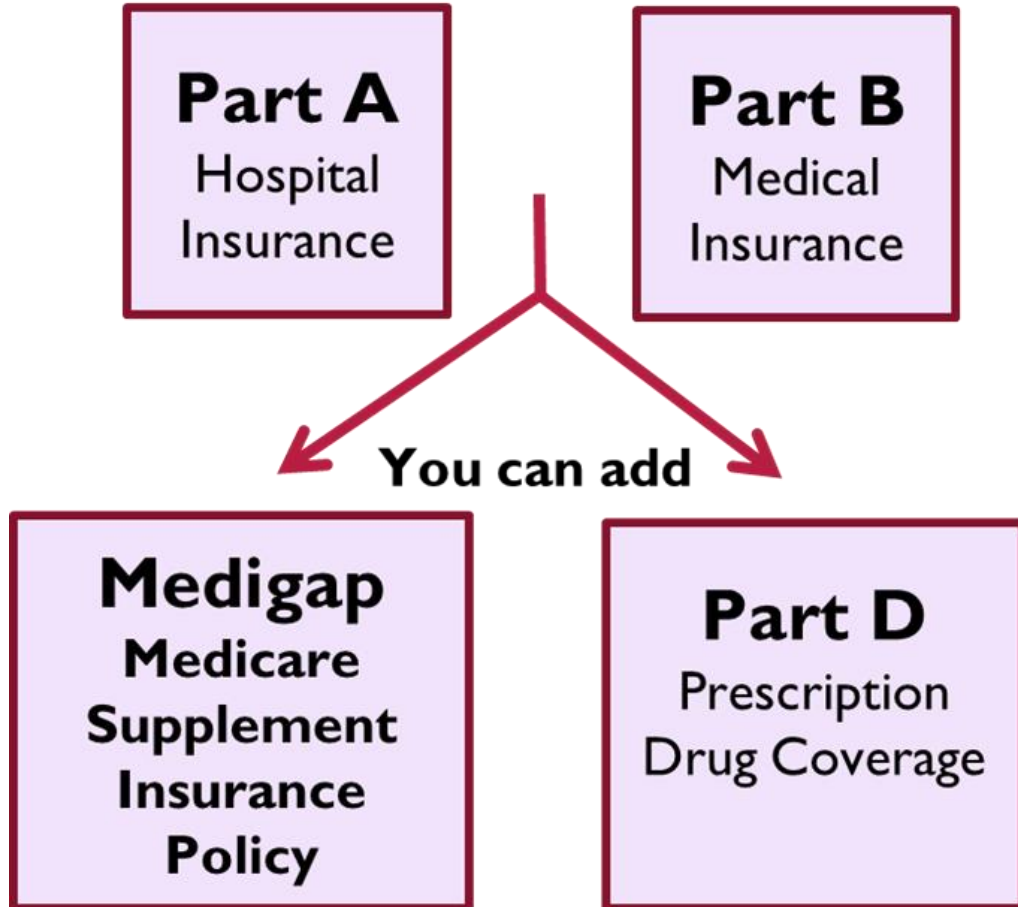 Part A
Hospital
Insurance
Part B
Medical
Insurance
You can add
Medigap
Medicare
Supplement
Insurance
Policy
Part D
Prescription
Drug Coverage